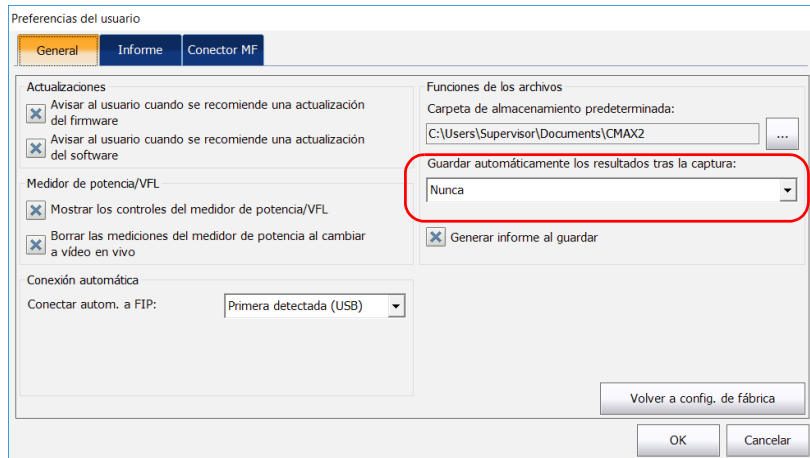 Preferencias del usuario
General
Informe
Conector MF
Actualizaciones
Avisar al usuario cuando se recomiende una actualización
del firmware
Avisar al usuario cuando se recomiende una actualización
del software
Medidor de potencia/VFL
Mostrar los controles del medidor de potencia/VFL
Borrar las mediciones del medidor de potencia al cambiar
a vídeo en vivo
Conexión automática
Conectar autom. a FIP:
Primera detectada (USB)
Funciones de los archivos
Carpeta de almacenamiento predeterminada:
C:\Users\Supervisor\Documents\CMAX2
...
Guardar automáticamente los resultados tras la captura:
Nunca
Generar informe al guardar
Volver a config. de fábrica
OK
Cancelar